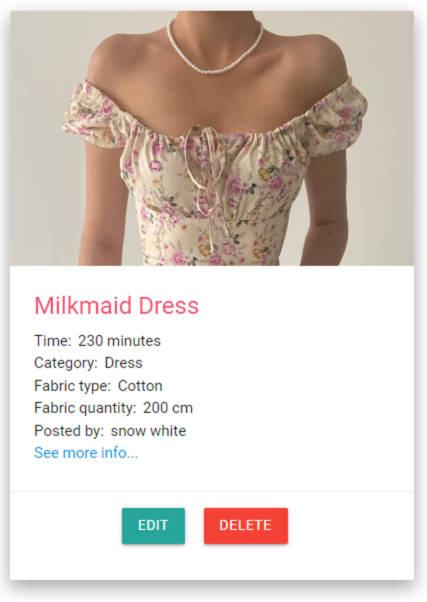 Milkmaid Dress
Time: 230 minutes
Category: Dress
Fabric type: Cotton
Fabric quantity: 200 cm
Posted by: snow white
See more info...
EDIT DELETE